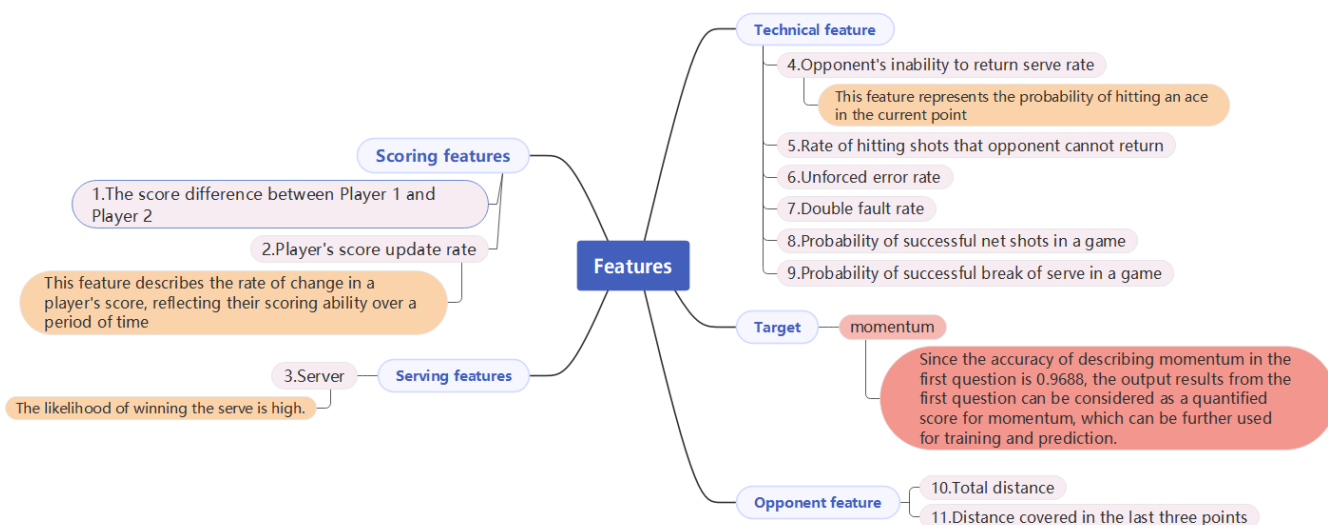 Features
Scoring features
1.The score difference between Player 1 and
Player 2
2.Player's score update rate
This feature describes the rate of change in a
player's score, reflecting their scoring ability over a
period of time
Serving features
3.Server
The likelihood of winning the serve is high.
Technical feature
4.Opponent's inability to return serve rate
This feature represents the probability of hitting an ace
in the current point
5.Rate of hitting shots that opponent cannot return
6.Unforced error rate
7.Double fault rate
8.Probability of successful net shots in a game
9.Probability of successful break of serve in a game
Target
momentum
Since the accuracy of describing momentum in the
first question is 0.9688, the output results from the
first question can be considered as a quantified
score for momentum, which can be further used
for training and prediction.
Opponent feature
10.Total distance
11.Distance covered in the last three points